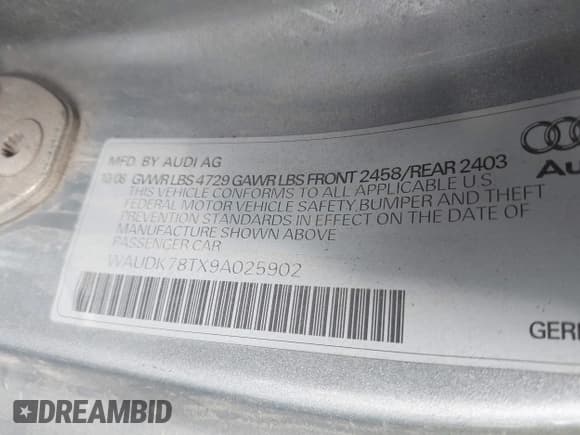 MFD. BY AUDI AG
10/08 GVWR LBS 4729 GAWR LBS FRONT 2458/REAR 2403
THIS VEHICLE CONFORMS TO ALL APPLICABLE U S
FEDERAL MOTOR VEHICLE SAFETY, BUMPER AND THEFT
PREVENTION STANDARDS IN EFFECT ON THE DATE OF
MANUFACTURE SHOWN ABOVE
PASSENGER CAR
WAUDK78TX9A025902
DREAMBID